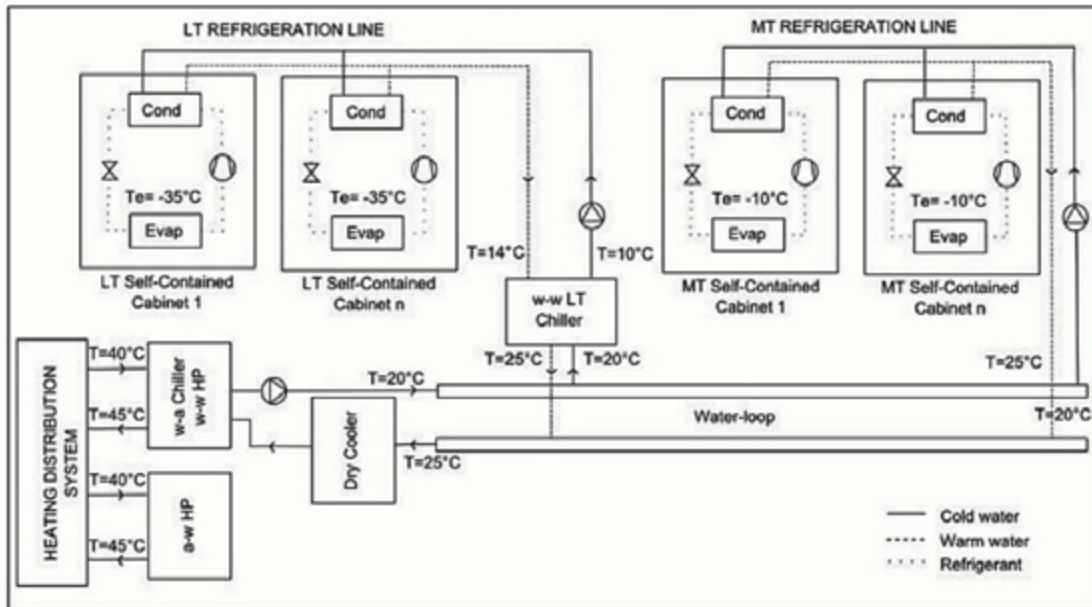 LT REFRIGERATION LINE
MT REFRIGERATION LINE
Cond
Te= -35°C
Evap
LT Self-Contained
Cabinet 1
Cond
Te= -35°C
Evap
LT Self-Contained
Cabinet n
Cond
Te= -10°C
Evap
MT Self-Contained
Cabinet 1
Cond
Te= -10°C
Evap
MT Self-Contained
Cabinet n
T=14°C
T=10°C
w-w LT
Chiller
T=25°C
T=20°C
T=25°C
T=20°C
HEATING DISTRIBUTION
SYSTEM
T=40°C
T=45°C
T=40°C
T=45°C
w-a Chiller
w-w HP
a-w HP
Dry Cooler
T=20°C
Water-loop
T=25°C
Cold water
Warm water
Refrigerant